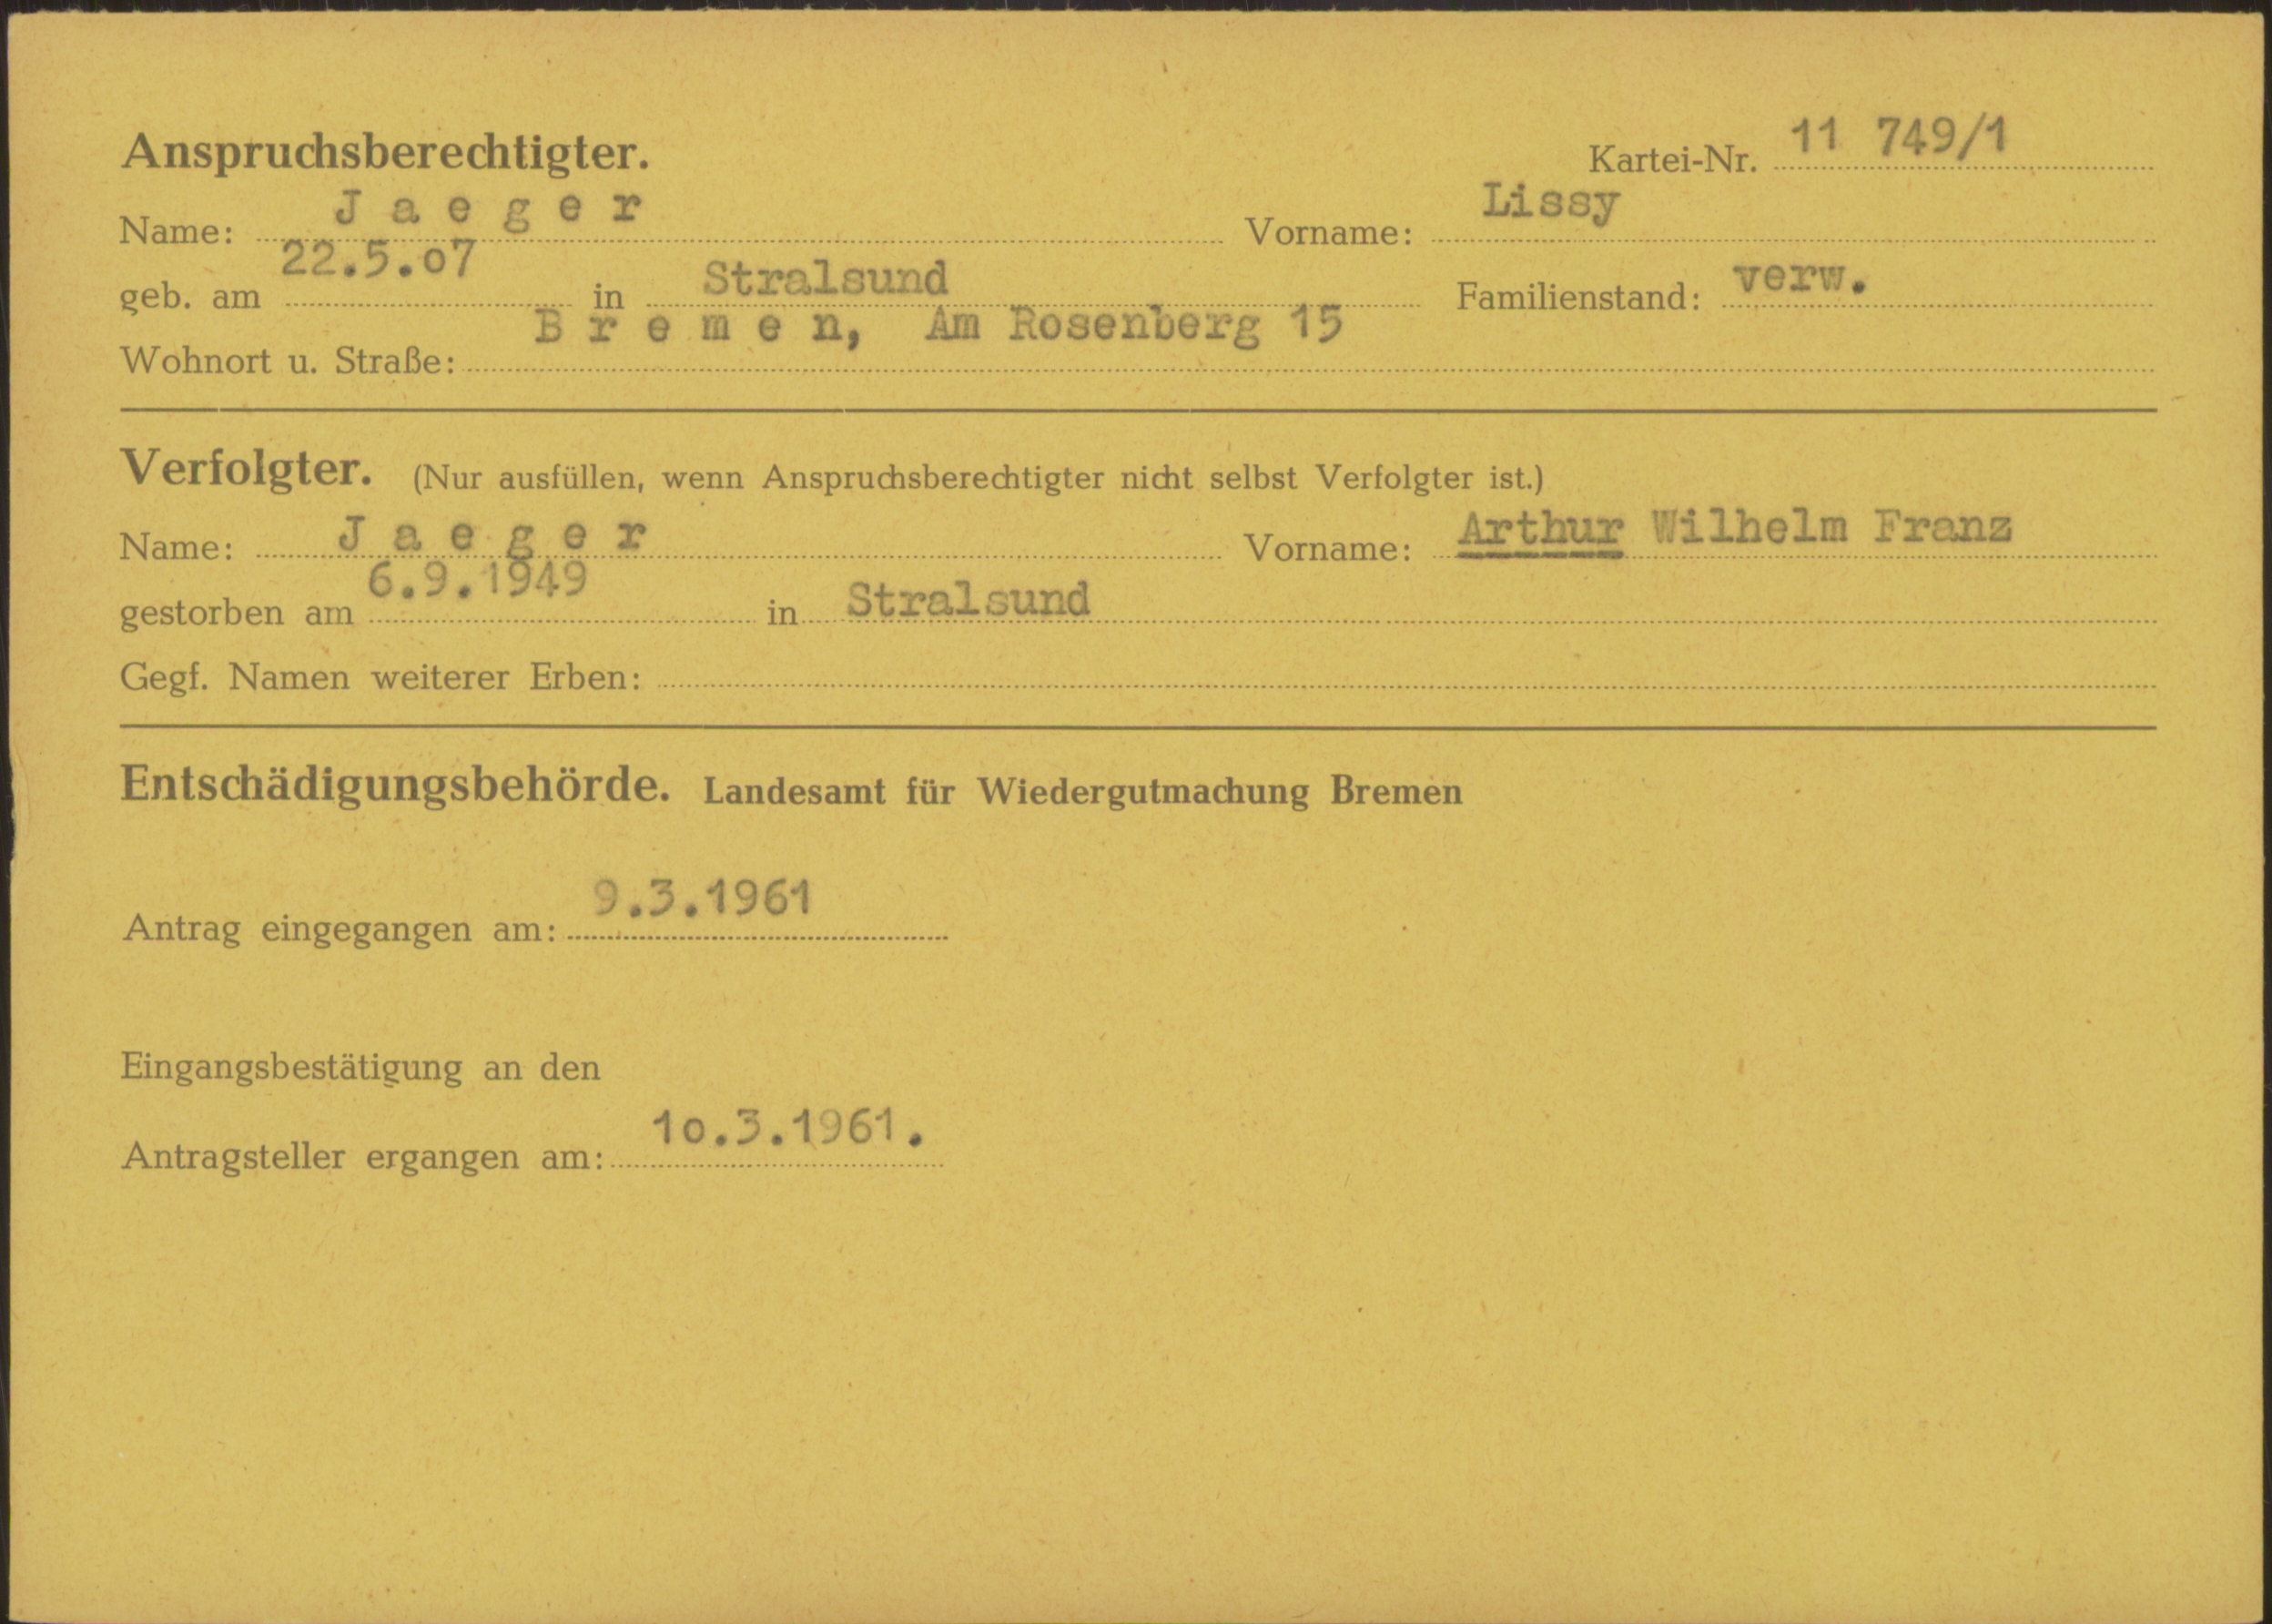 Anspruchsberechtigter. Kartei-Nr. 11 749/1
Name: J a e g e r Vorname: Lissy
geb. am 22.5.o7 in Stralsund Familienstand: verw.
Wohnort u. Straße: B r e m e n, Am Rosenberg 15
Verfolgter. (Nur ausfüllen, wenn Anspruchsberechtigter nicht selbst Verfolgter ist.)
Name: J a e g e r Vorname: Arthur Wilhelm Franz
gestorben am 6.9.1949 in Stralsund
Gegf. Namen weiterer Erben:
Entschädigungsbehörde. Landesamt für Wiedergutmachung Bremen
Antrag eingegangen am: 9.3.1961
Eingangsbestätigung an den
Antragsteller ergangen am: 1o.3.1961.